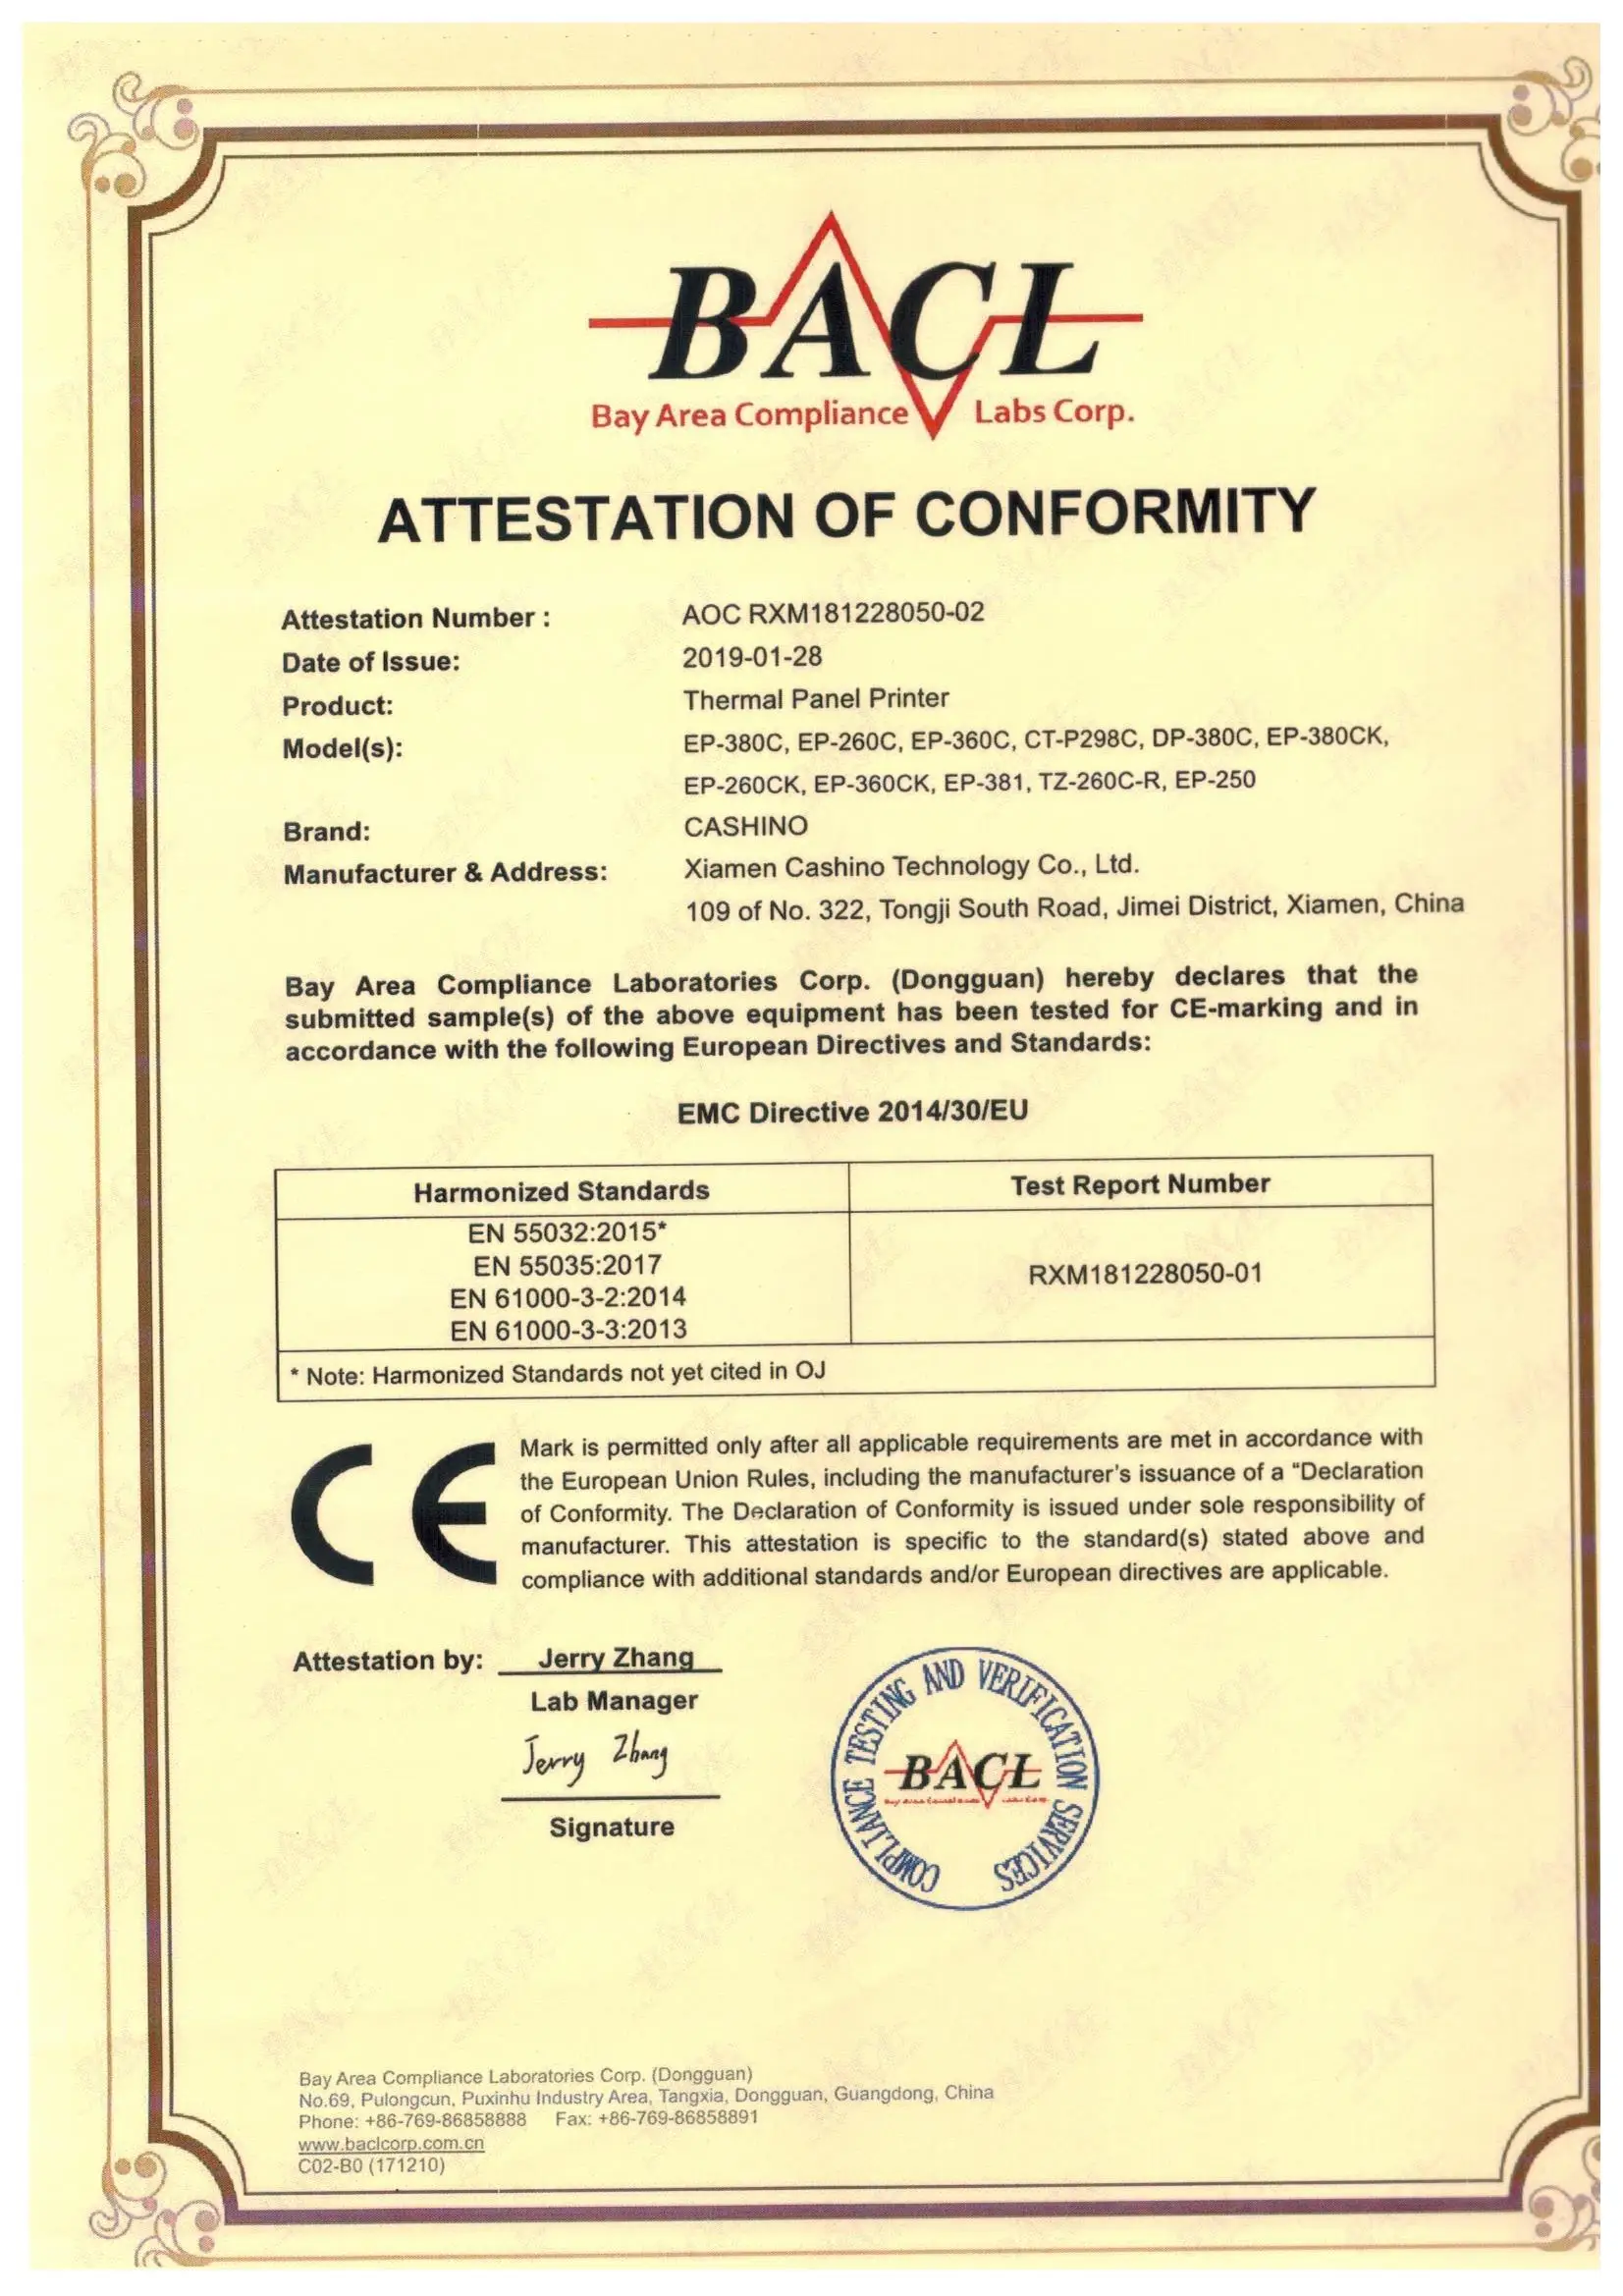 BACL
Bay Area Compliance Labs Corp.
ATTESTATION OF CONFORMITY
Attestation Number : AOC RXM181228050-02
Date of Issue: 2019-01-28
Product: Thermal Panel Printer
Model(s): EP-380C, EP-260C, EP-360C, CT-P298C, DP-380C, EP-380CK,
EP-260CK, EP-360CK, EP-381, TZ-260C-R, EP-250
Brand: CASHINO
Manufacturer & Address: Xiamen Cashino Technology Co., Ltd.
109 of No. 322, Tongji South Road, Jimei District, Xiamen, China
Bay Area Compliance Laboratories Corp. (Dongguan) hereby declares that the
submitted sample(s) of the above equipment has been tested for CE-marking and in
accordance with the following European Directives and Standards:
EMC Directive 2014/30/EU
Harmonized Standards Test Report Number
EN 55032:2015*
EN 55035:2017
RXM181228050-01
EN 61000-3-2:2014
EN 61000-3-3:2013
* Note: Harmonized Standards not yet cited in OJ
CE
Mark is permitted only after all applicable requirements are met in accordance with
the European Union Rules, including the manufacturer's issuance of a "Declaration
of Conformity. The Declaration of Conformity is issued under sole responsibility of
manufacturer. This attestation is specific to the standard(s) stated above and
compliance with additional standards and/or European directives are applicable.
Attestation by: Jerry Zhang
Lab Manager
Jerry Zhang
Signature
COMPLIANCE TESTING AND VERIFICATION SERVICES
BACL
Bay Area Compliance Labs Corp.
Bay Area Compliance Laboratories Corp. (Dongguan)
No.69, Pulongcun, Puxinhu Industry Area, Tangxia, Dongguan, Guangdong, China
Phone: +86-769-86858888 Fax: +86-769-86858891
www.baclcorp.com.cn
C02-B0 (171210)